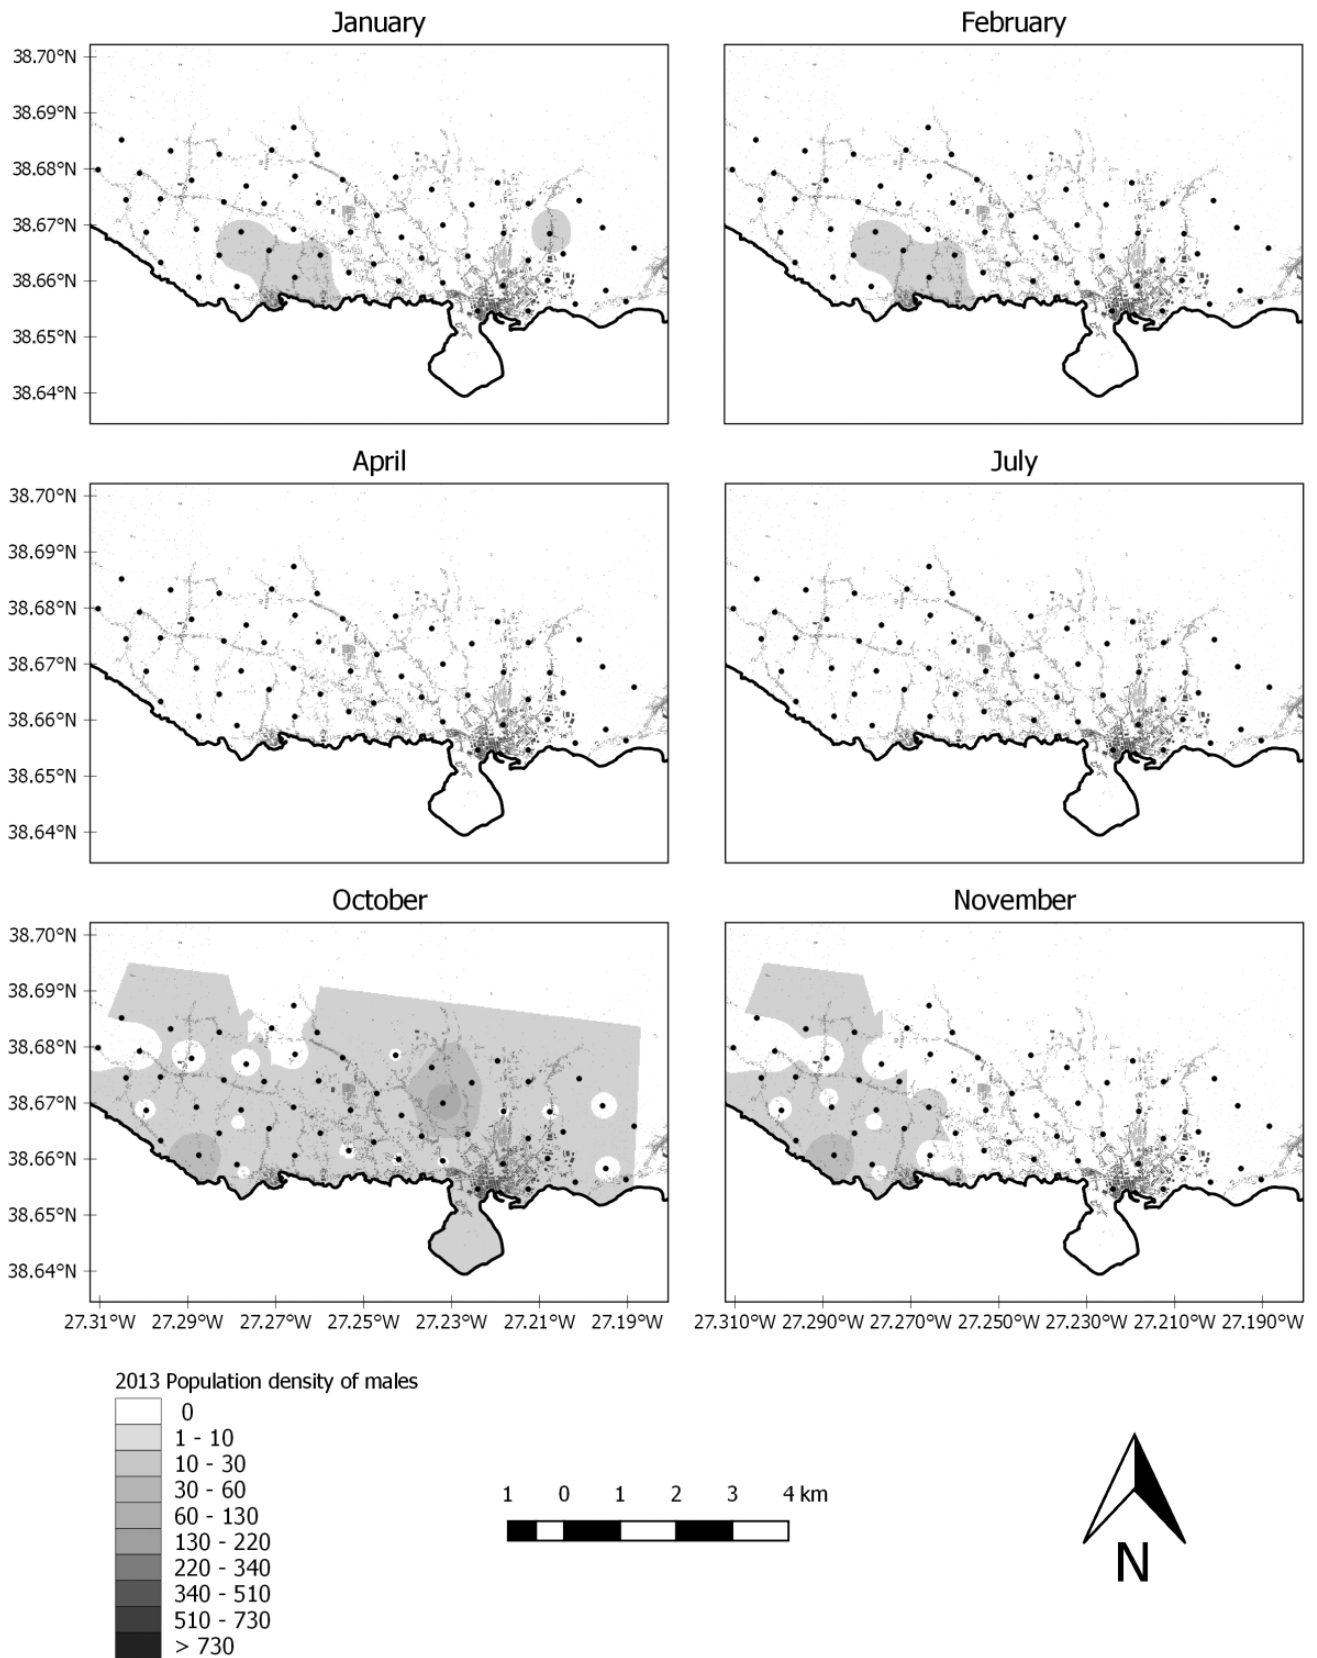 January
February
38.70°N
38.69°N
38.68°N
38.67°N
38.66°N
38.65°N
38.64°N
April
July
38.70°N
38.69°N
38.68°N
38.67°N
38.66°N
38.65°N
38.64°N
October
November
38.70°N
38.69°N
38.68°N
38.67°N
38.66°N
38.65°N
38.64°N
27.31°W 27.29°W 27.27°W 27.25°W 27.23°W 27.21°W 27.19°W
27.310°W 27.290°W 27.270°W 27.250°W 27.230°W 27.210°W 27.190°W
2013 Population density of males
0
1 - 10
10 - 30
30 - 60
60 - 130
130 - 220
220 - 340
340 - 510
510 - 730
> 730
1 0 1 2 3 4 km
N